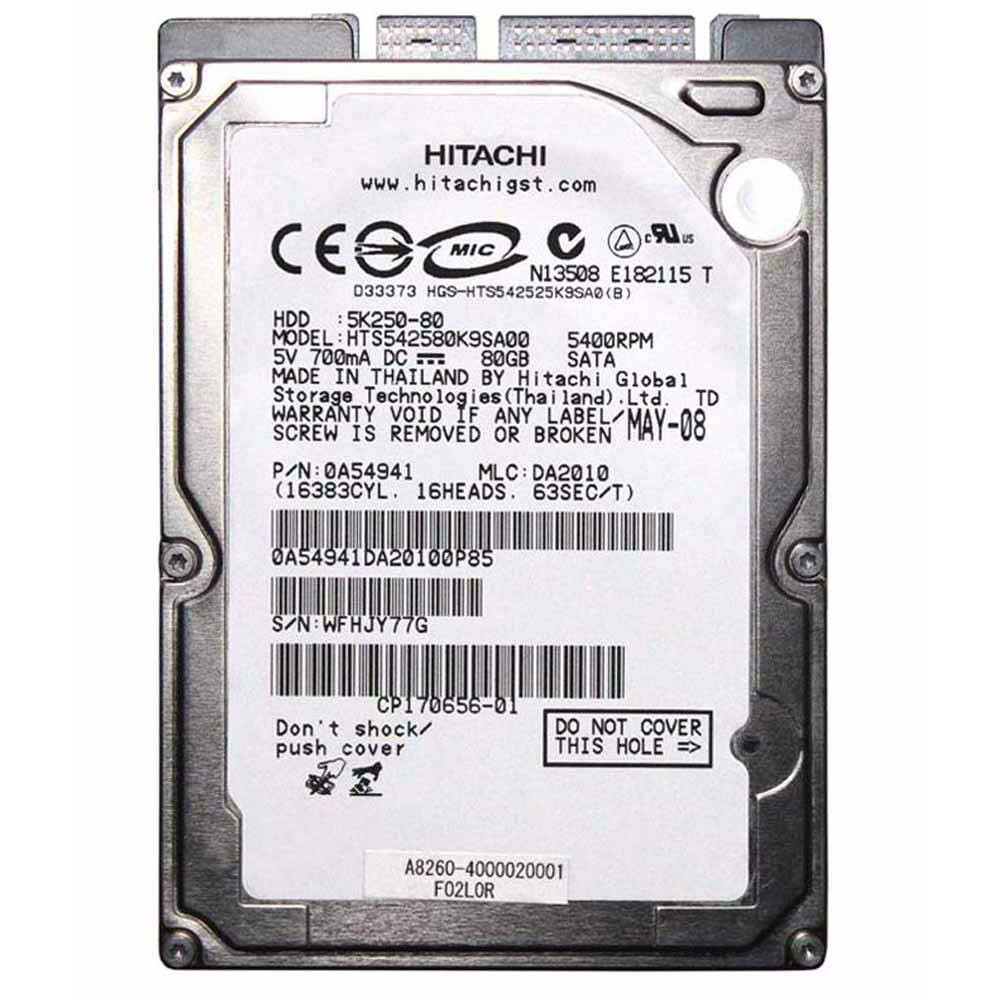 HITACHI
www.hitachigst.com
CE MIC c UR us
N13508 E182115 T
D33373 HGS-HTS542525K9SA0(B)
HDD :5K250-80
MODEL:HTS542580K9SA00 5400RPM
5V 700mA DC 80GB SATA
MADE IN THAILAND BY Hitachi Global
Storage Technologies(Thailand).Ltd. TD
WARRANTY VOID IF ANY LABEL/
SCREW IS REMOVED OR BROKEN MAY-08
P/N:0A54941 MLC:DA2010
(16383CYL. 16HEADS. 63SEC/T)
0A54941DA20100P85
S/N:WFHJY77G
CP170656-01
Don't shock/
push cover
DO NOT COVER
THIS HOLE =>
A8260-4000020001
F02L0R